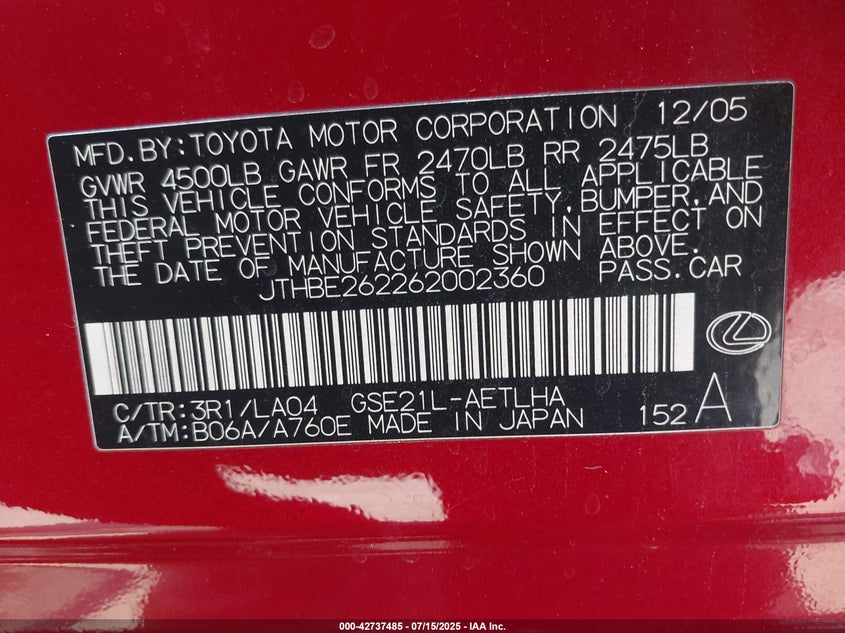 MFD.BY:TOYOTA MOTOR CORPORATION 12/05
GVWR 4500LB GAWR FR 2470LB RR 2475LB
THIS VEHICLE CONFORMS TO ALL APPLICABLE
FEDERAL MOTOR VEHICLE SAFETY,BUMPER,AND
THEFT PREVENTION STANDARDS IN EFFECT ON
THE DATE OF MANUFACTURE SHOWN ABOVE.
JTHBE262262002360 PASS.CAR
C/TR:3R1/LA04 GSE21L-AETLHA
A/TM:B06A/A760E MADE IN JAPAN 152 A
000-42737485 - 07/15/2025 - IAA Inc.